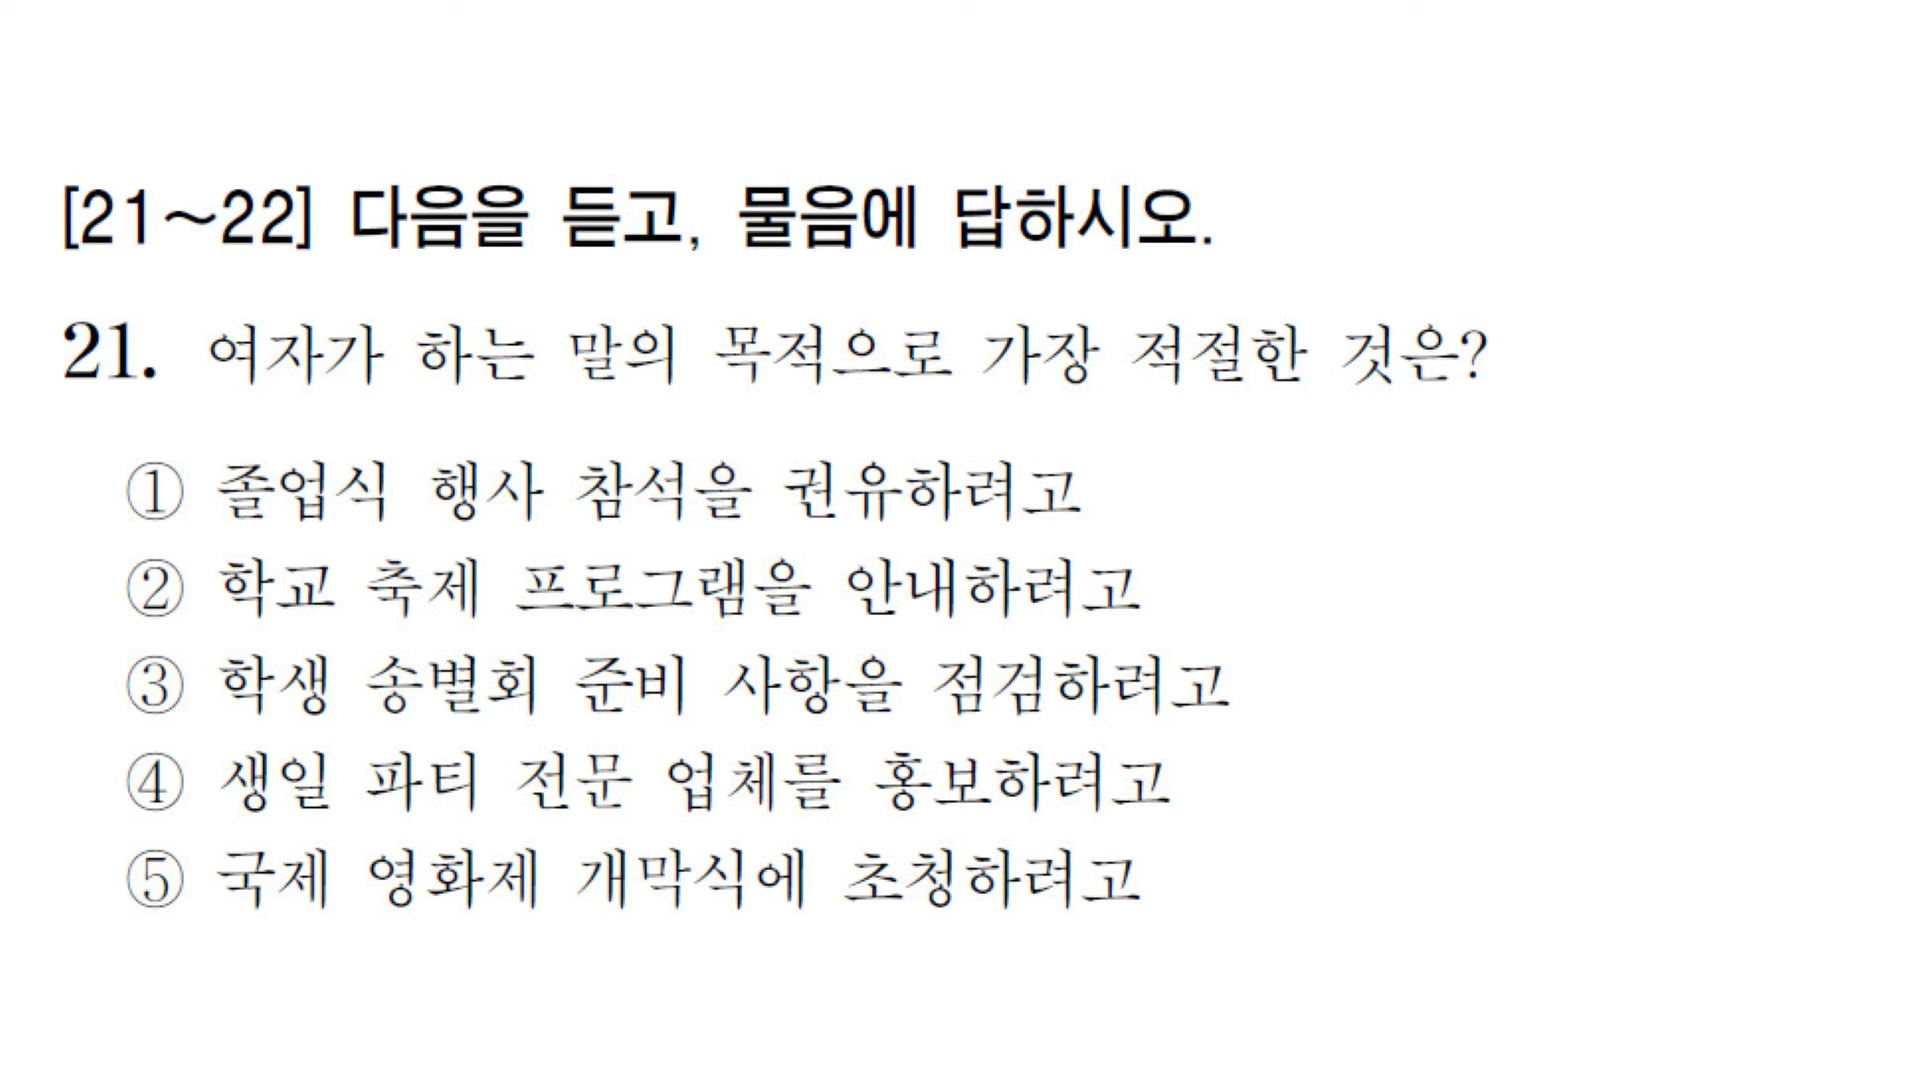 [21～22] 다음을 듣고, 물음에 답하시오.
21. 여자가 하는 말의 목적으로 가장 적절한 것은?
① 졸업식 행사 참석을 권유하려고
② 학교 축제 프로그램을 안내하려고
③ 학생 송별회 준비 사항을 점검하려고
④ 생일 파티 전문 업체를 홍보하려고
⑤ 국제 영화제 개막식에 초청하려고